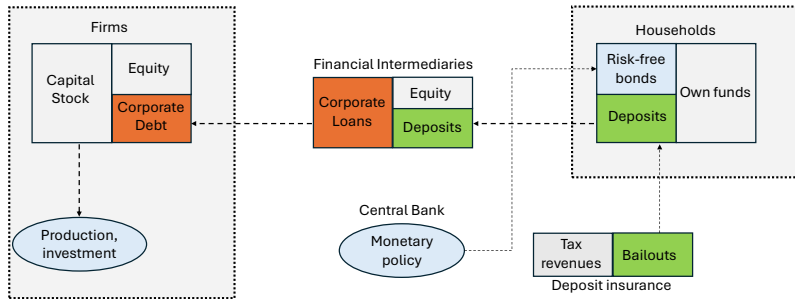 Firms
Households
Financial Intermediaries
Capital
Stock
Equity
Corporate
Debt
Corporate
Loans
Equity
Deposits
Risk-free
bonds
Deposits
Own funds
Production,
investment
Central Bank
Monetary
policy
Tax
revenues
Bailouts
Deposit insurance